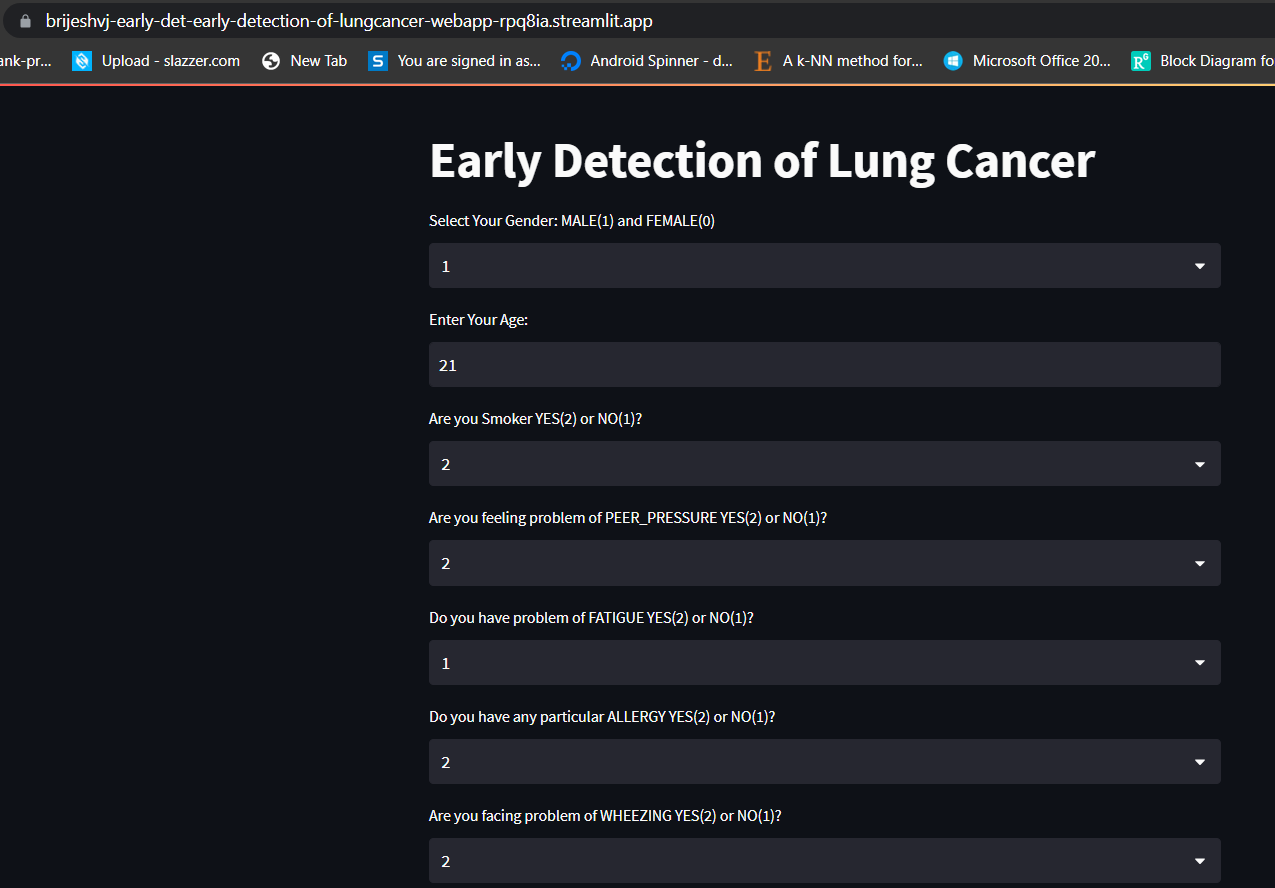 brijeshvj-early-det-early-detection-of-lungcancer-webapp-rpq8ia.streamlit.app
ank-pr... Upload - slazzer.com New Tab S You are signed in as... Android Spinner - d... E A k-NN method for... Microsoft Office 20... R⁶ Block Diagram fo
Early Detection of Lung Cancer
Select Your Gender: MALE(1) and FEMALE(0)
1
Enter Your Age:
21
Are you Smoker YES(2) or NO(1)?
2
Are you feeling problem of PEER_PRESSURE YES(2) or NO(1)?
2
Do you have problem of FATIGUE YES(2) or NO(1)?
1
Do you have any particular ALLERGY YES(2) or NO(1)?
2
Are you facing problem of WHEEZING YES(2) or NO(1)?
2